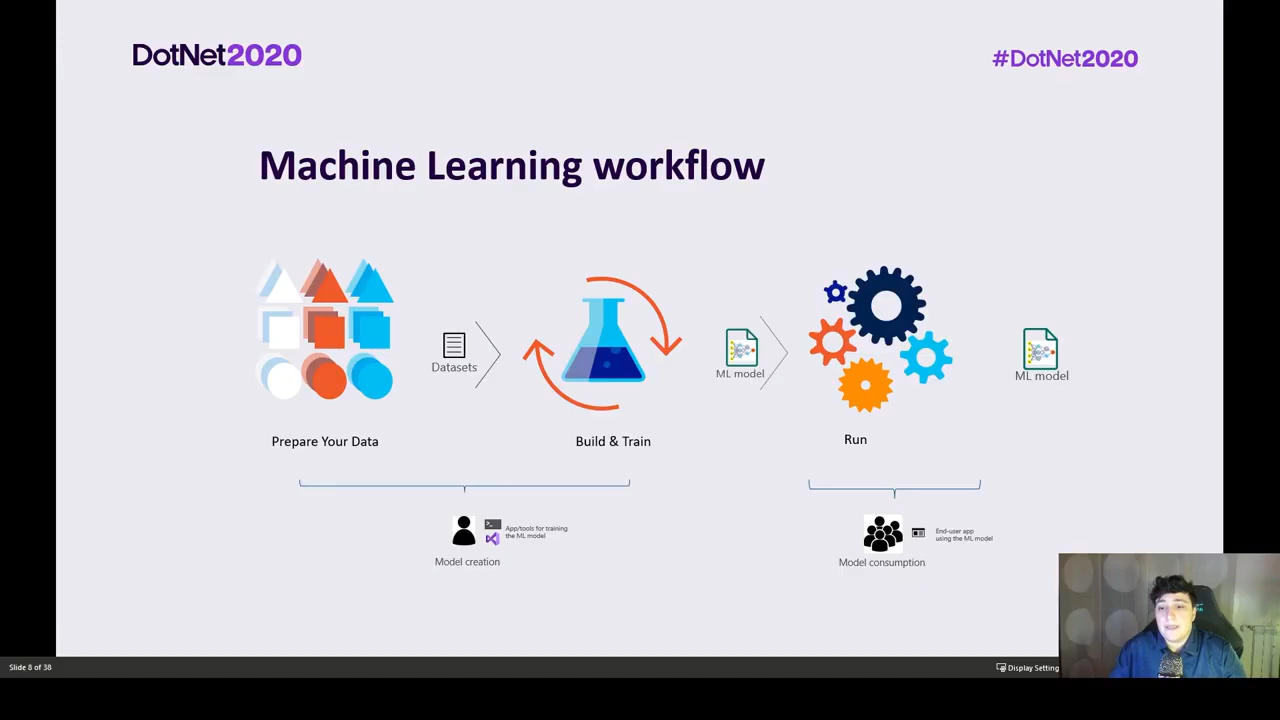 DotNet2020
#DotNet2020
Machine Learning workflow
Datasets
ML model
ML model
Prepare Your Data
Build & Train
Run
App/tools for training
the ML model
Model creation
End-user app
using the ML model
Model consumption
Slide 8 of 38
Display Setting